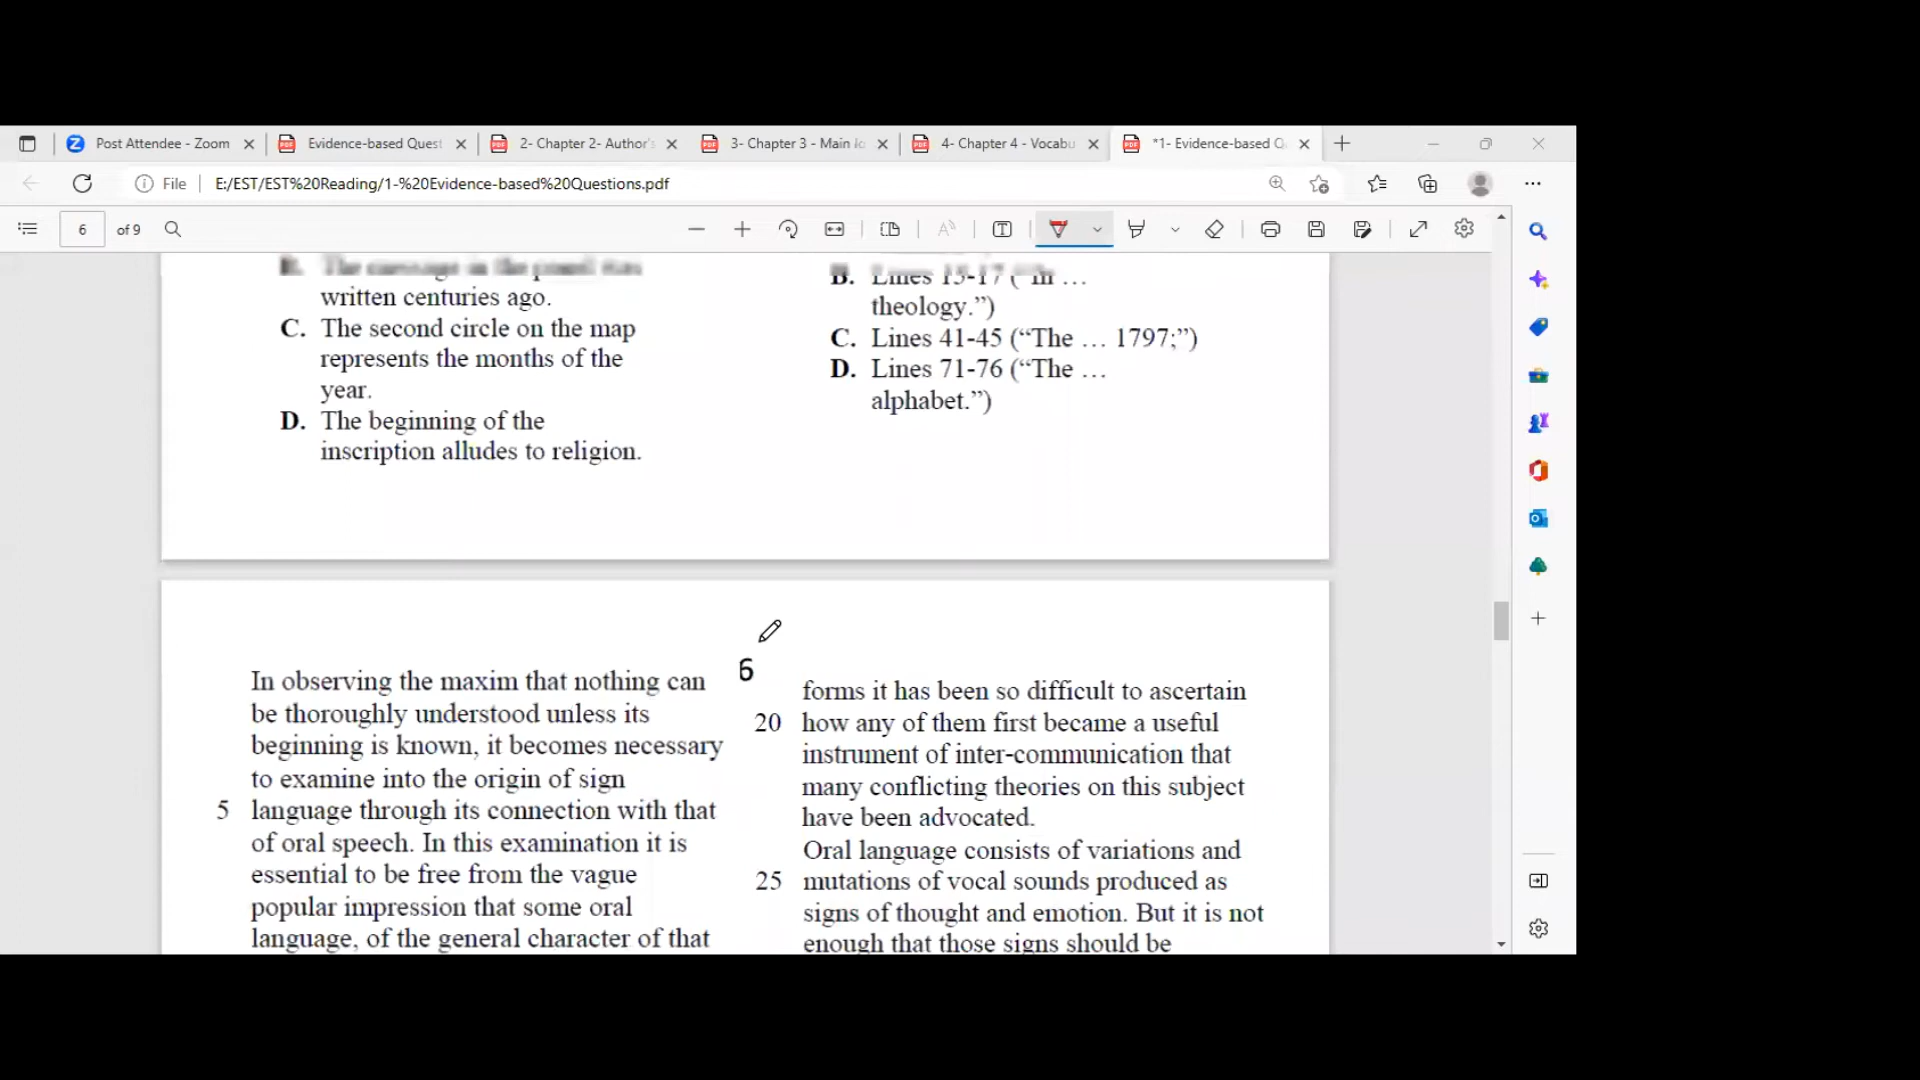 Post Attendee - Zoom
Evidence-based Quest
2- Chapter 2- Author's
3- Chapter 3 - Main Ic
4- Chapter 4 - Vocabu
*1- Evidence-based Q
File
E:/EST/EST%20Reading/1-%20Evidence-based%20Questions.pdf
6 of 9
written centuries ago.
C. The second circle on the map
represents the months of the
year.
D. The beginning of the
inscription alludes to religion.
B. Lines 15-17 (“In …
theology.”)
C. Lines 41-45 (“The … 1797;”)
D. Lines 71-76 (“The …
alphabet.”)
6
In observing the maxim that nothing can
be thoroughly understood unless its
beginning is known, it becomes necessary
to examine into the origin of sign
5 language through its connection with that
of oral speech. In this examination it is
essential to be free from the vague
popular impression that some oral
language, of the general character of that
forms it has been so difficult to ascertain
20 how any of them first became a useful
instrument of inter-communication that
many conflicting theories on this subject
have been advocated.
Oral language consists of variations and
25 mutations of vocal sounds produced as
signs of thought and emotion. But it is not
enough that those signs should be